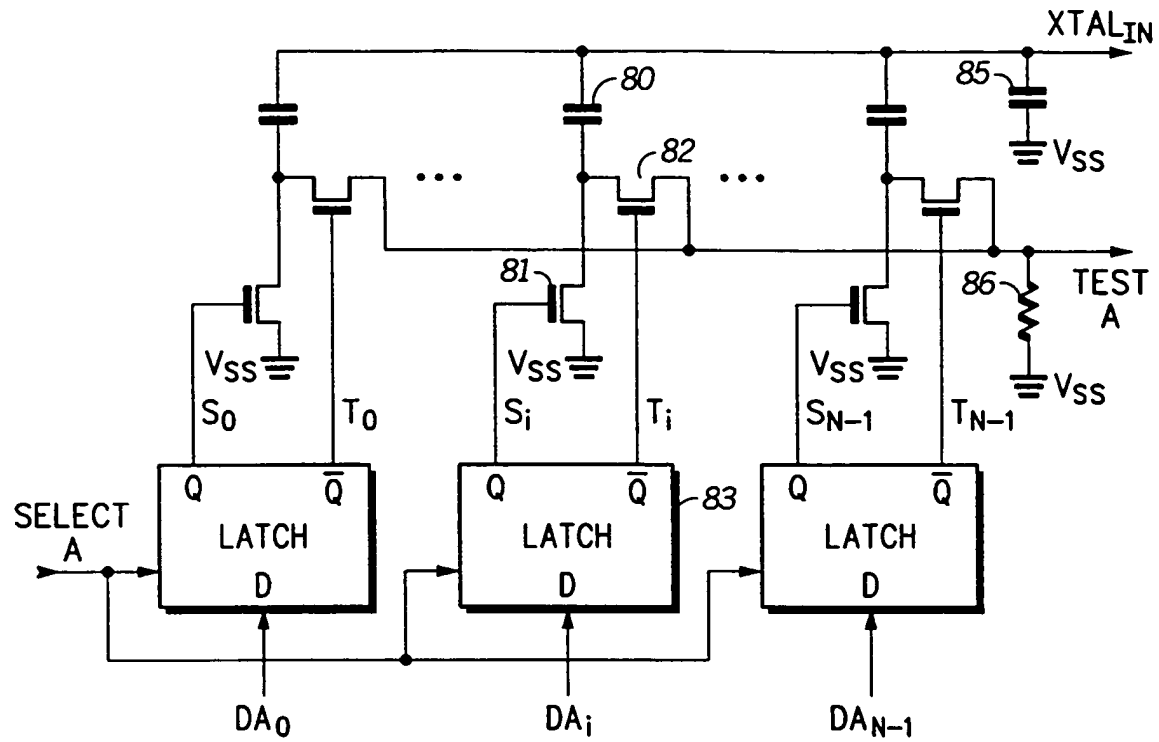 XTAL_IN
80
85
V_SS
82
• • •
• • •
81
86
TEST
A
V_SS
V_SS
V_SS
V_SS
S_0
T_0
S_i
T_i
S_N-1
T_N-1
Q
Q̅
Q
Q̅
Q
Q̅
83
SELECT
A
LATCH
LATCH
LATCH
D
D
D
DA_0
DA_i
DA_N-1